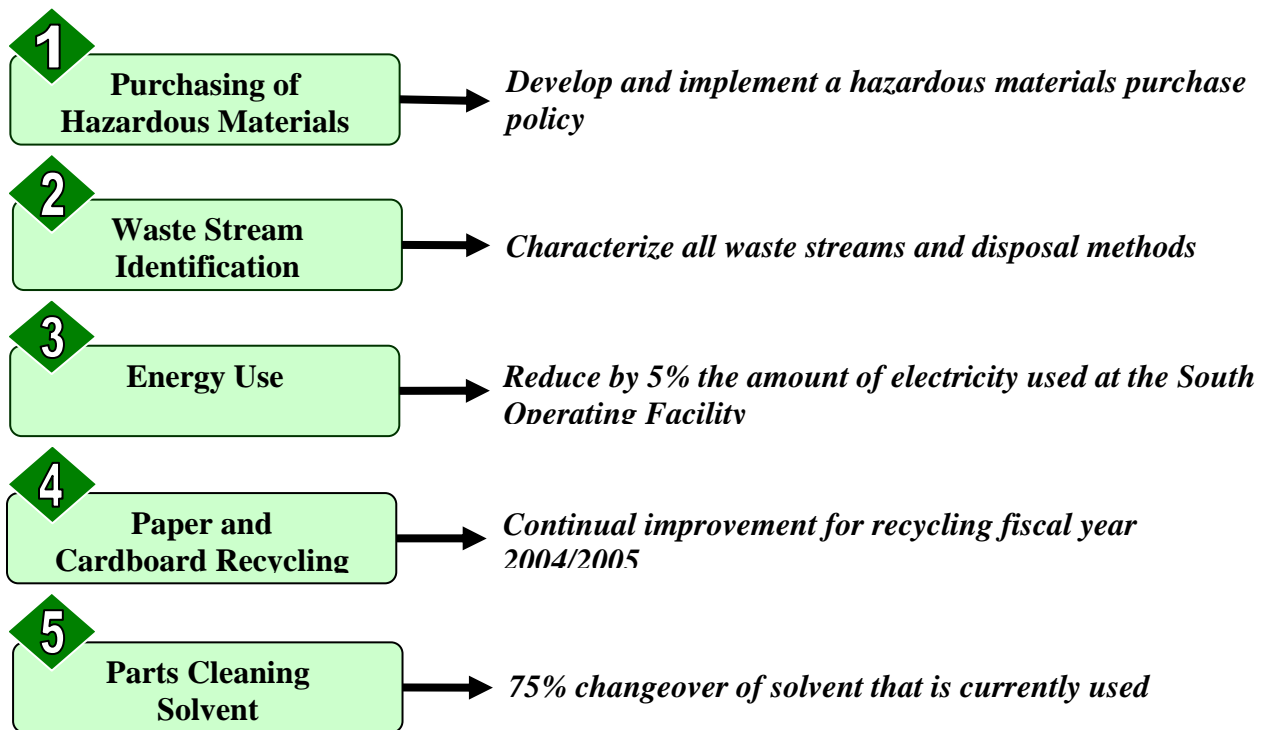 1
Purchasing of
Hazardous Materials
Develop and implement a hazardous materials purchase
policy
2
Waste Stream
Identification
Characterize all waste streams and disposal methods
3
Energy Use
Reduce by 5% the amount of electricity used at the South
Operating Facility
4
Paper and
Cardboard Recycling
Continual improvement for recycling fiscal year
2004/2005
5
Parts Cleaning
Solvent
75% changeover of solvent that is currently used